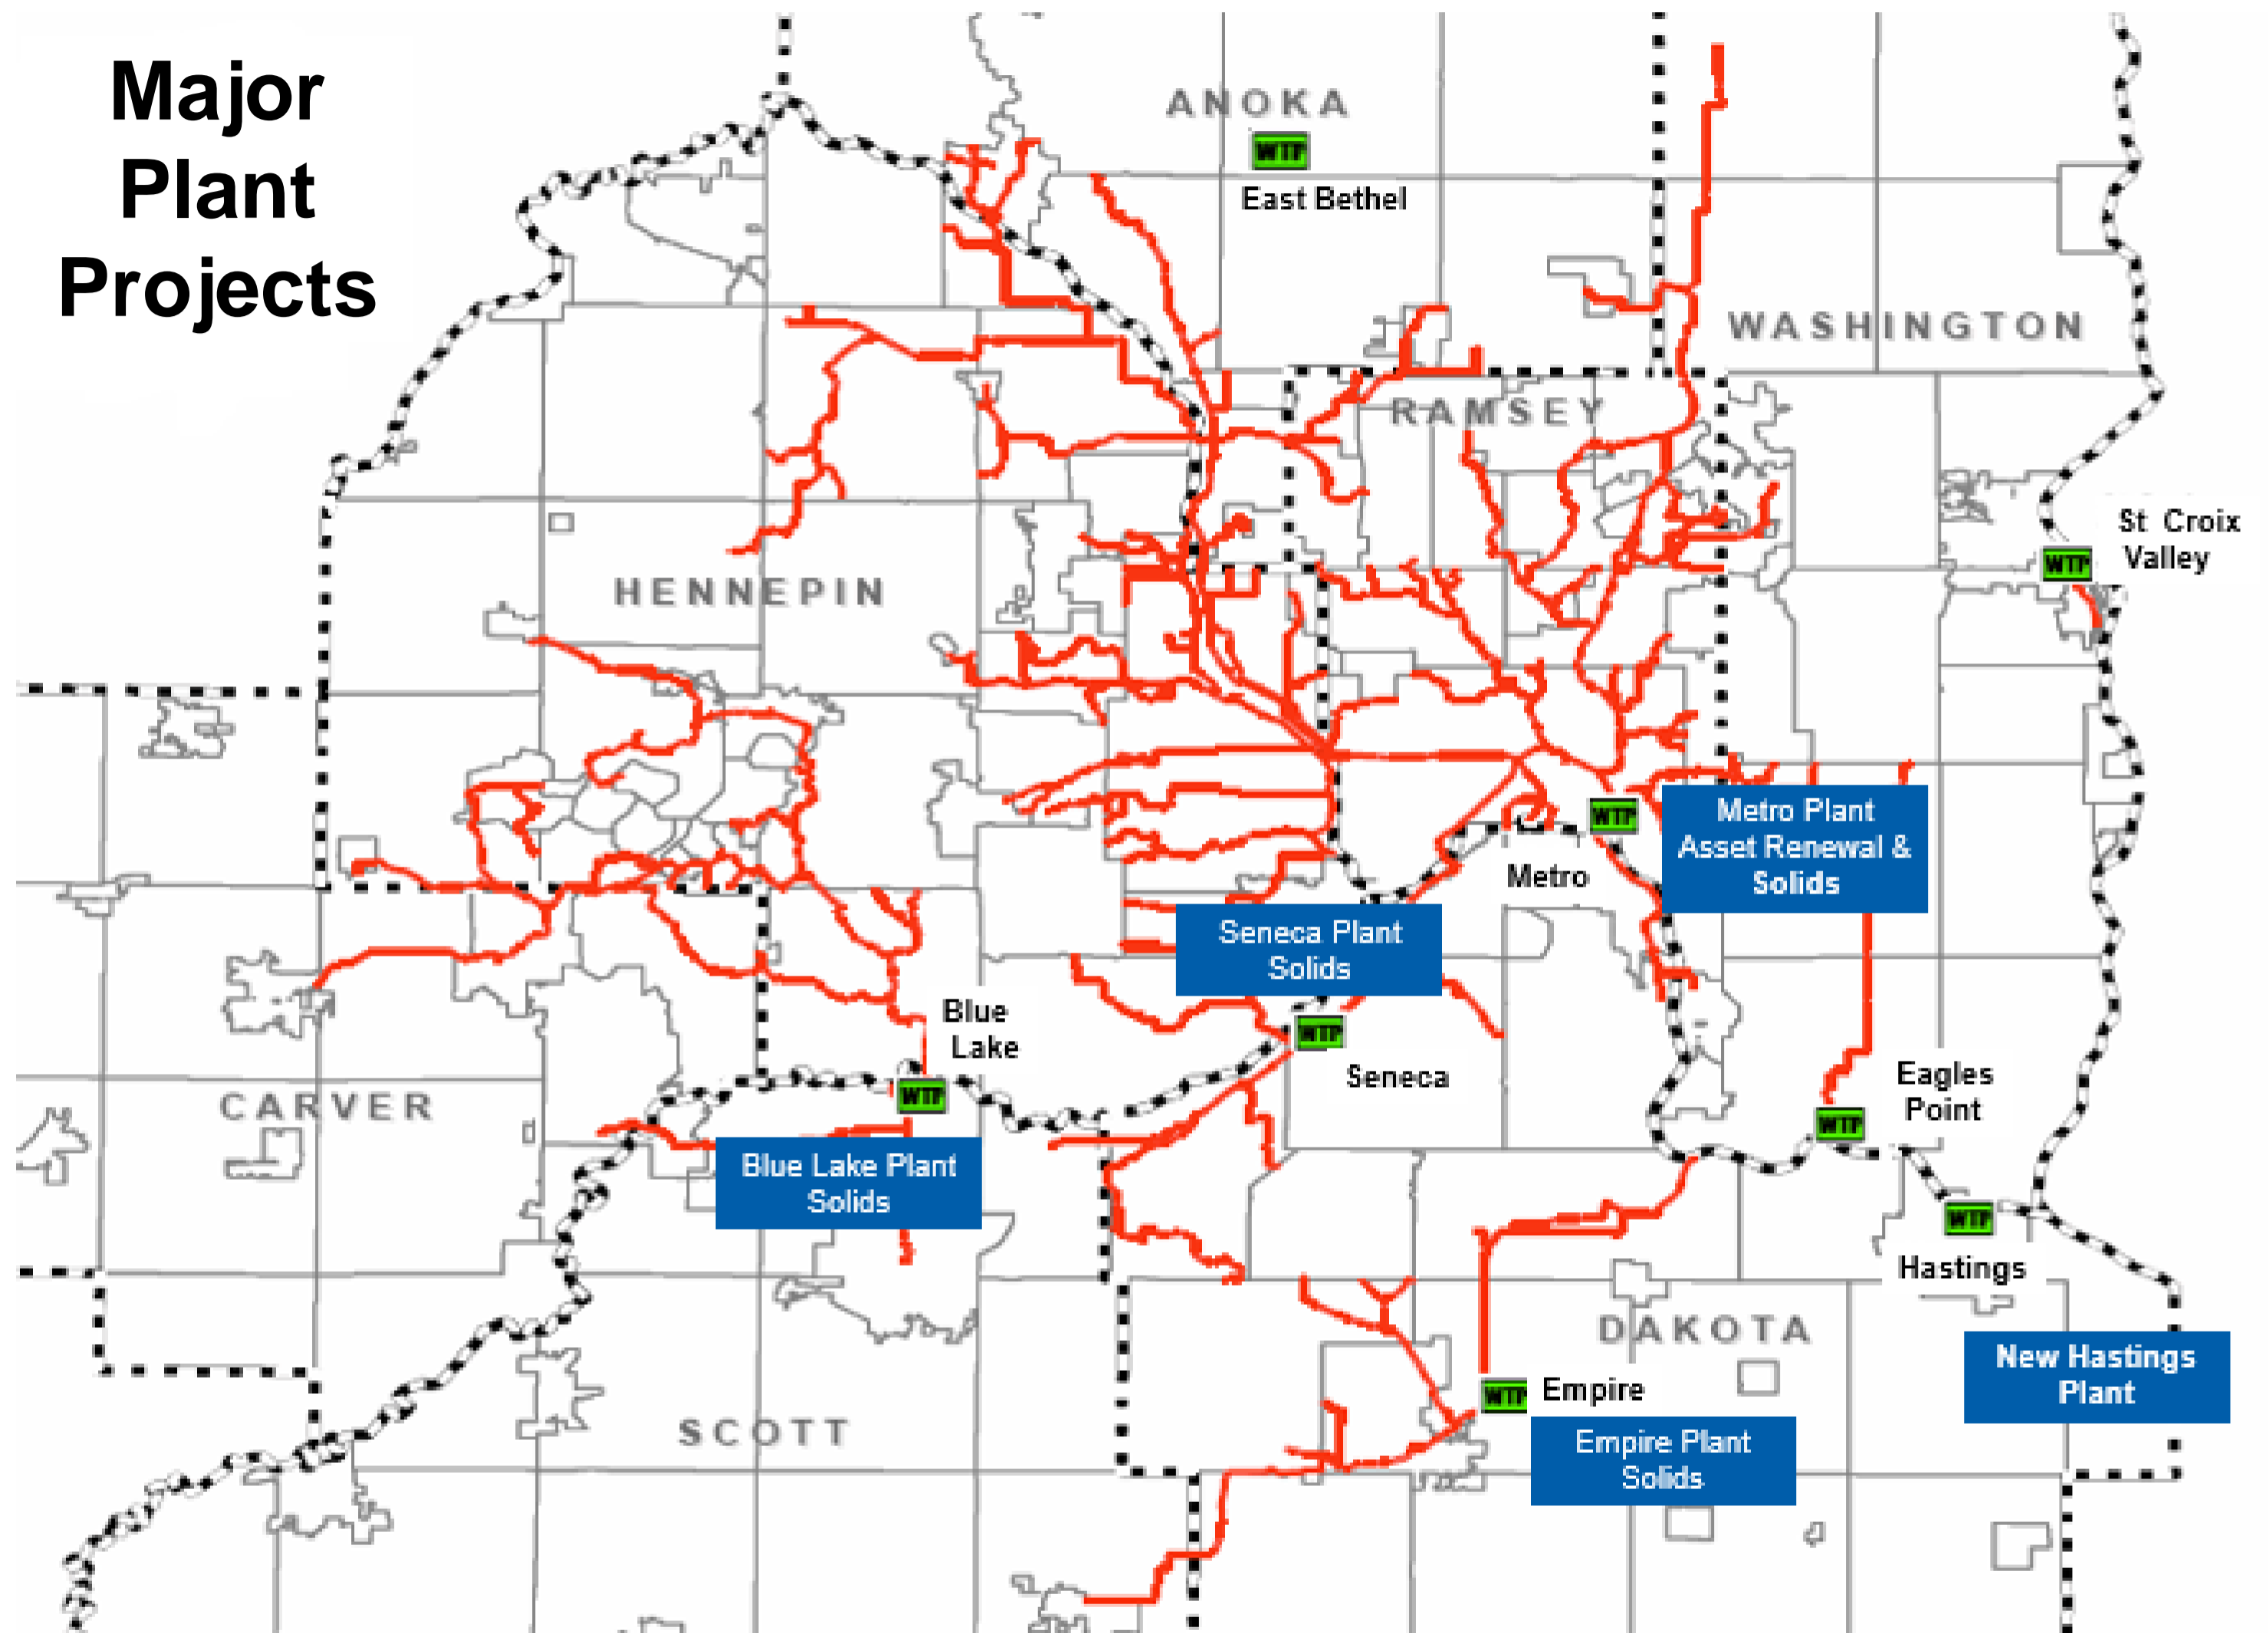 Major
Plant
Projects
ANOKA
WTP
East Bethel
WASHINGTON
RAMSEY
St Croix
Valley
WTP
HENNEPIN
WTP
Metro
Metro Plant
Asset Renewal &
Solids
Seneca Plant
Solids
WTP
Seneca
Blue
Lake
WTP
Blue Lake Plant
Solids
CARVER
Eagles
Point
WTP
WTP
Hastings
New Hastings
Plant
DAKOTA
WTP
Empire
Empire Plant
Solids
SCOTT